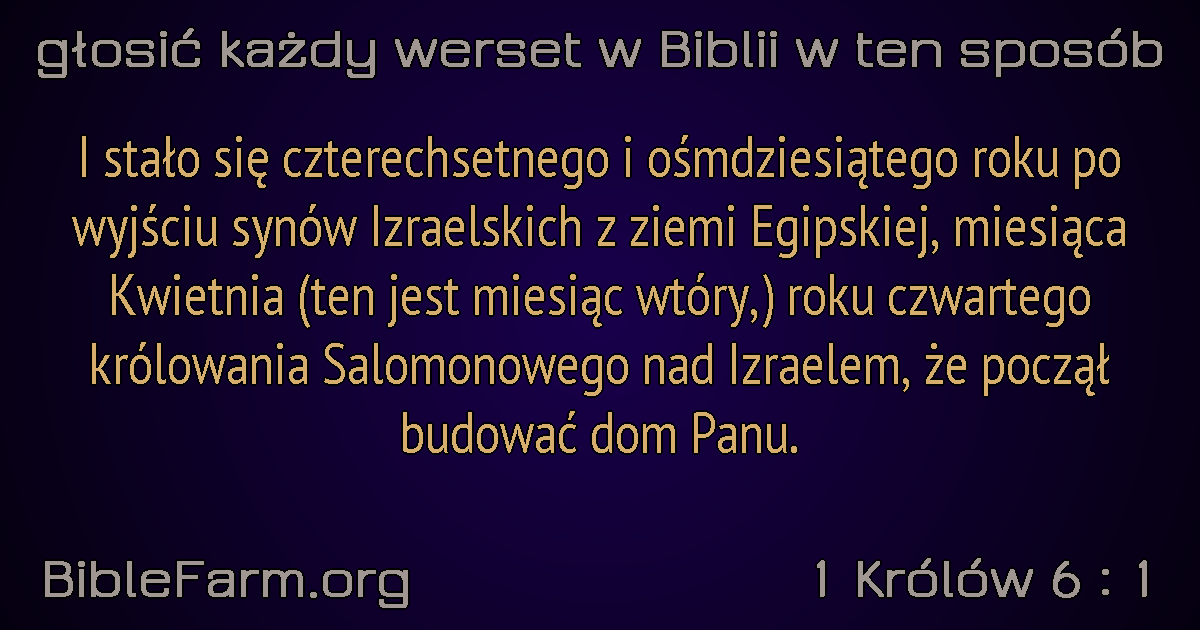 głosić każdy werset w Biblii w ten sposób
I stało się czterechsetnego i ośmdziesiątego roku po
wyjściu synów Izraelskich z ziemi Egipskiej, miesiąca
Kwietnia (ten jest miesiąc wtóry,) roku czwartego
królowania Salomonowego nad Izraelem, że począł
budować dom Panu.
BibleFarm.org
1 Królów 6 : 1